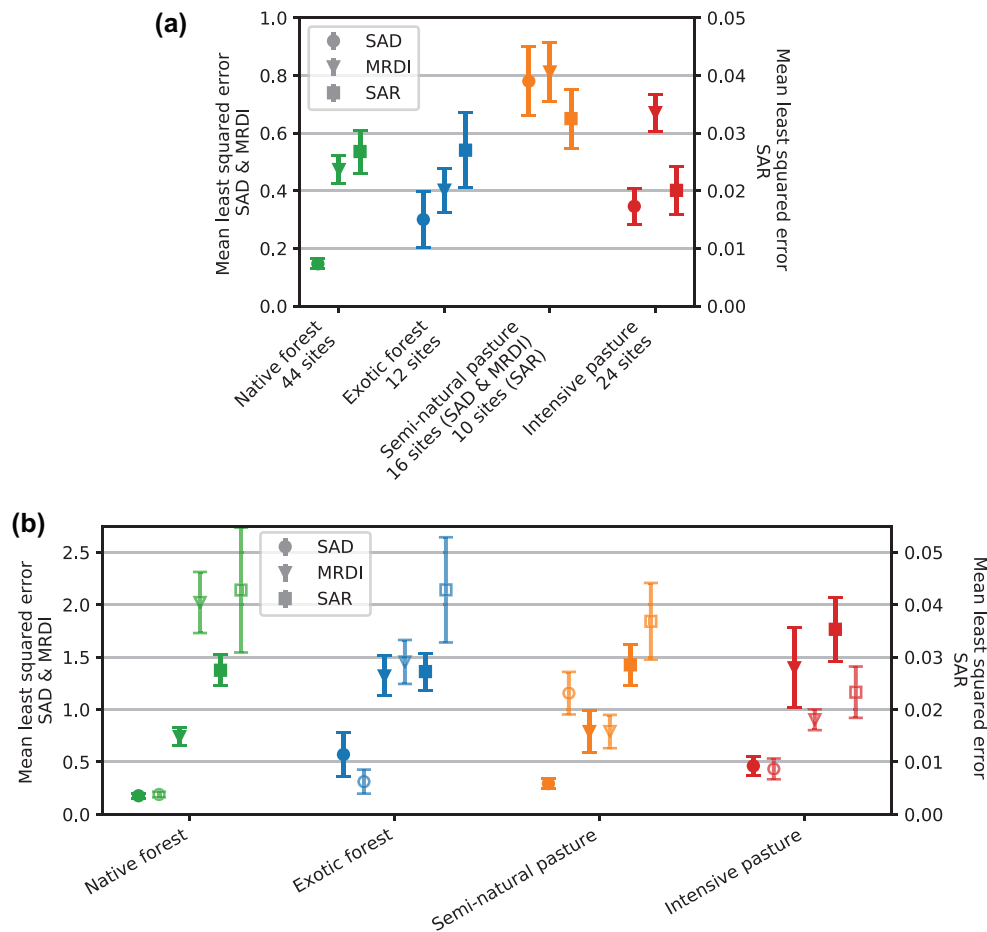 (a)
SAD
MRDI
SAR
Mean least squared error
SAD & MRDI
1.0
0.8
0.6
0.4
0.2
0.0
0.05
0.04
0.03
0.02
0.01
0.00
Mean least squared error
SAR
Native forest
44 sites
Exotic forest
12 sites
Semi-natural pasture
16 sites (SAD & MRDI)
10 sites (SAR)
Intensive pasture
24 sites
(b)
SAD
MRDI
SAR
Mean least squared error
SAD & MRDI
2.5
2.0
1.5
1.0
0.5
0.0
0.05
0.04
0.03
0.02
0.01
0.00
Mean least squared error
SAR
Native forest
Exotic forest
Semi-natural pasture
Intensive pasture